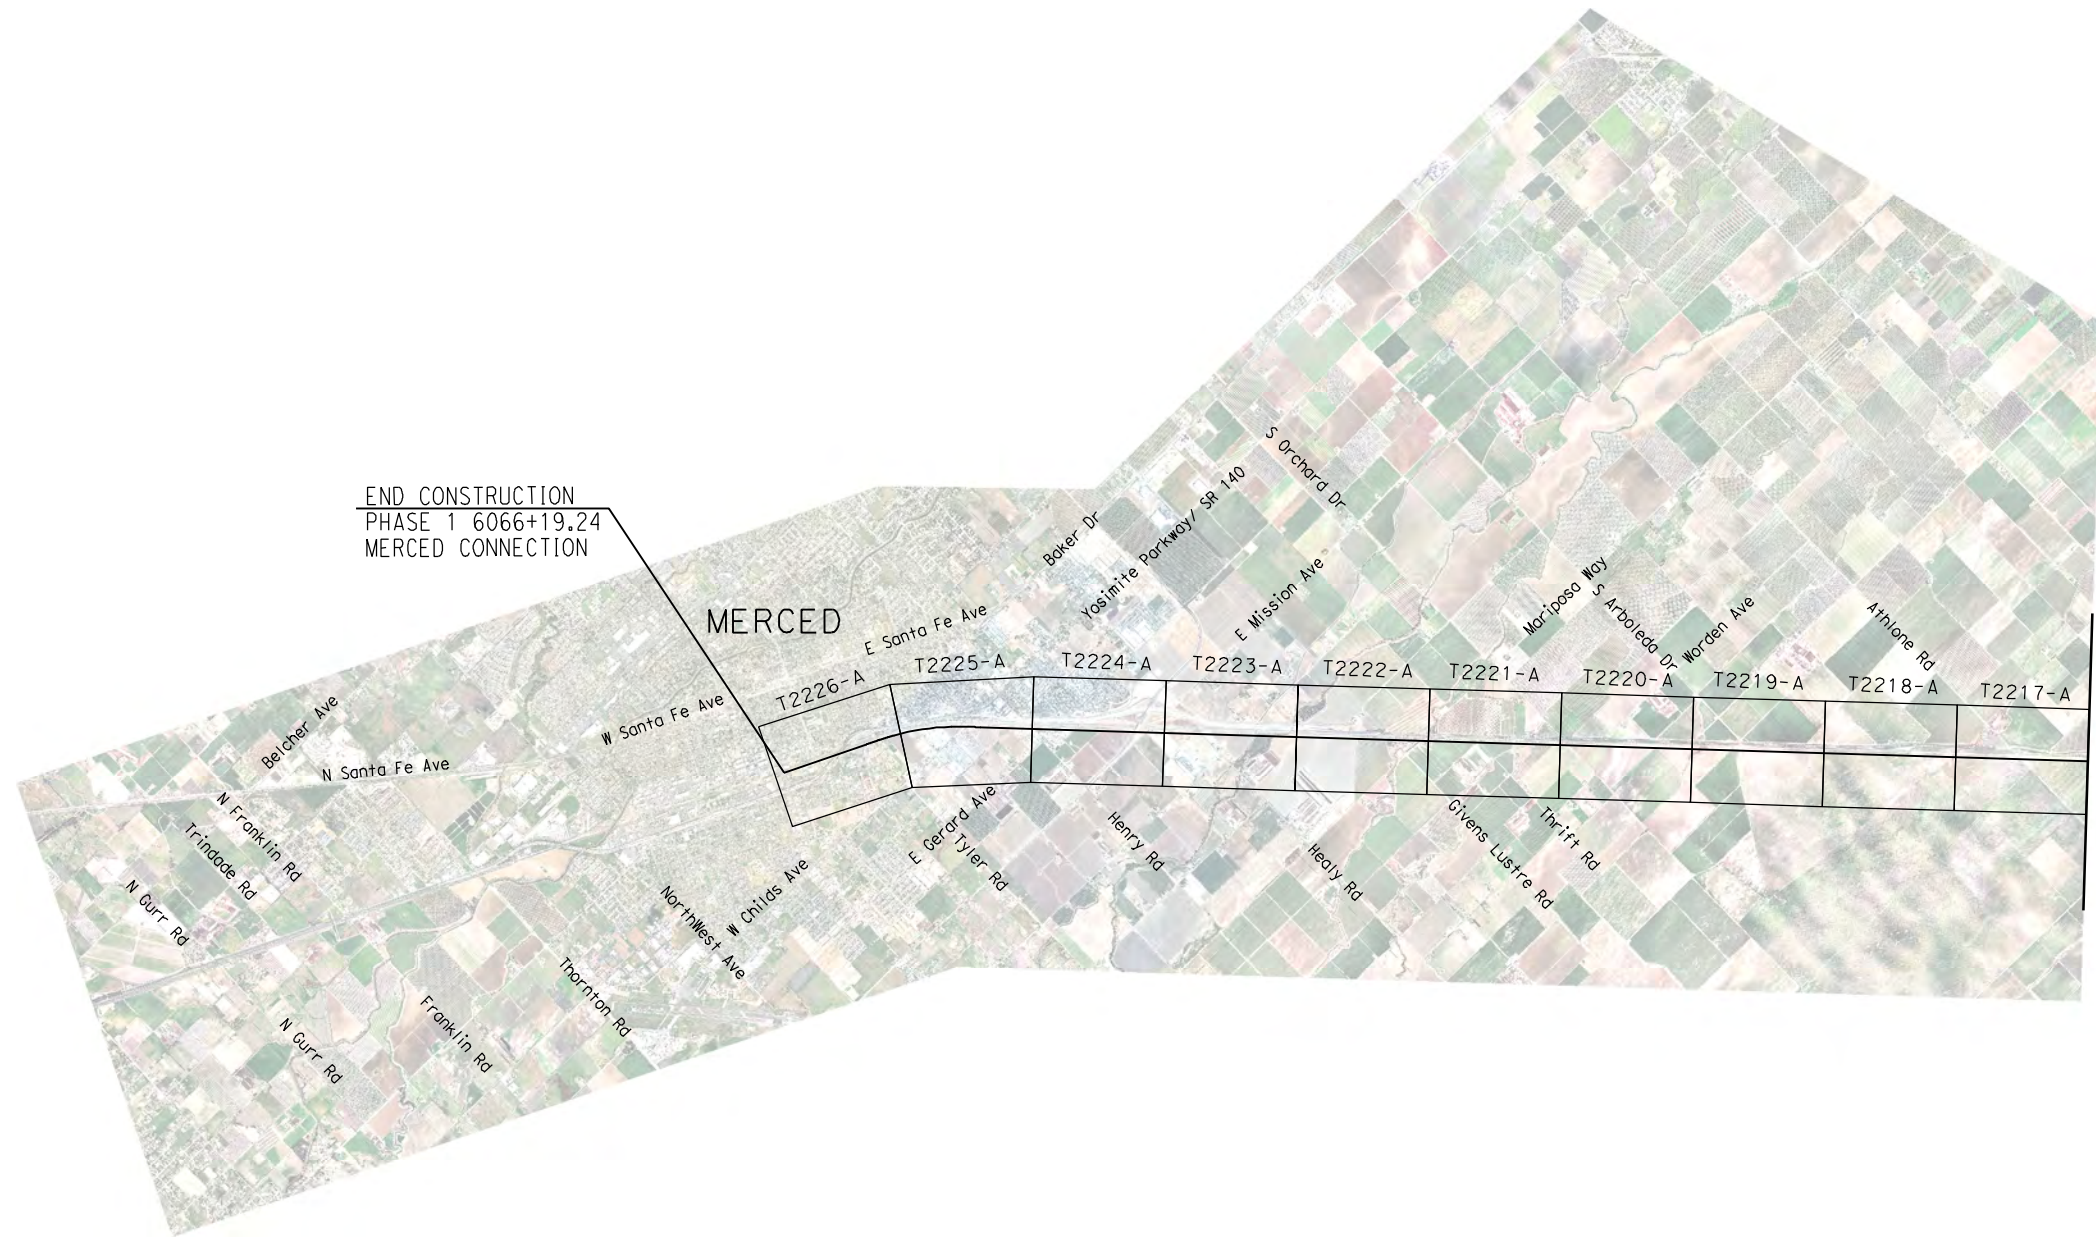 END CONSTRUCTION
PHASE 1 6066+19.24
MERCED CONNECTION
MERCED
S Orchard Dr
Yosimite Parkway/ SR 140
Baker Dr
E Mission Ave
E Santa Fe Ave
Mariposa Way
S Arboleda Dr
Worden Ave
Athlone Rd
T2226-A
T2225-A
T2224-A
T2223-A
T2222-A
T2221-A
T2220-A
T2219-A
T2218-A
T2217-A
Belcher Ave
W Santa Fe Ave
N Santa Fe Ave
N Franklin Rd
Trindade Rd
N Gurr Rd
N Gurr Rd
Franklin Rd
Thornton Rd
NorthWest Ave
W Childs Ave
E Gerard Ave
Tyler Rd
Henry Rd
Healy Rd
Givens Lustre Rd
Thrift Rd